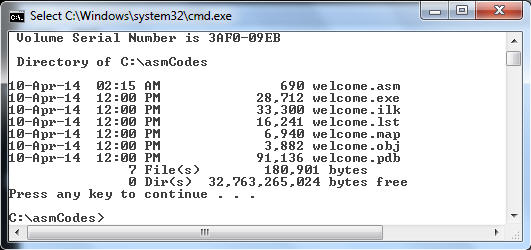 Select C:\Windows\system32\cmd.exe
Volume Serial Number is 3AF0-09EB
Directory of C:\asmCodes
10-Apr-14 02:15 AM 690 welcome.asm
10-Apr-14 12:00 PM 28,712 welcome.exe
10-Apr-14 12:00 PM 33,300 welcome.ilk
10-Apr-14 12:00 PM 16,241 welcome.lst
10-Apr-14 12:00 PM 6,940 welcome.map
10-Apr-14 12:00 PM 3,882 welcome.obj
10-Apr-14 12:00 PM 91,136 welcome.pdb
7 File(s) 180,901 bytes
0 Dir(s) 32,763,265,024 bytes free
Press any key to continue . . .
C:\asmCodes>